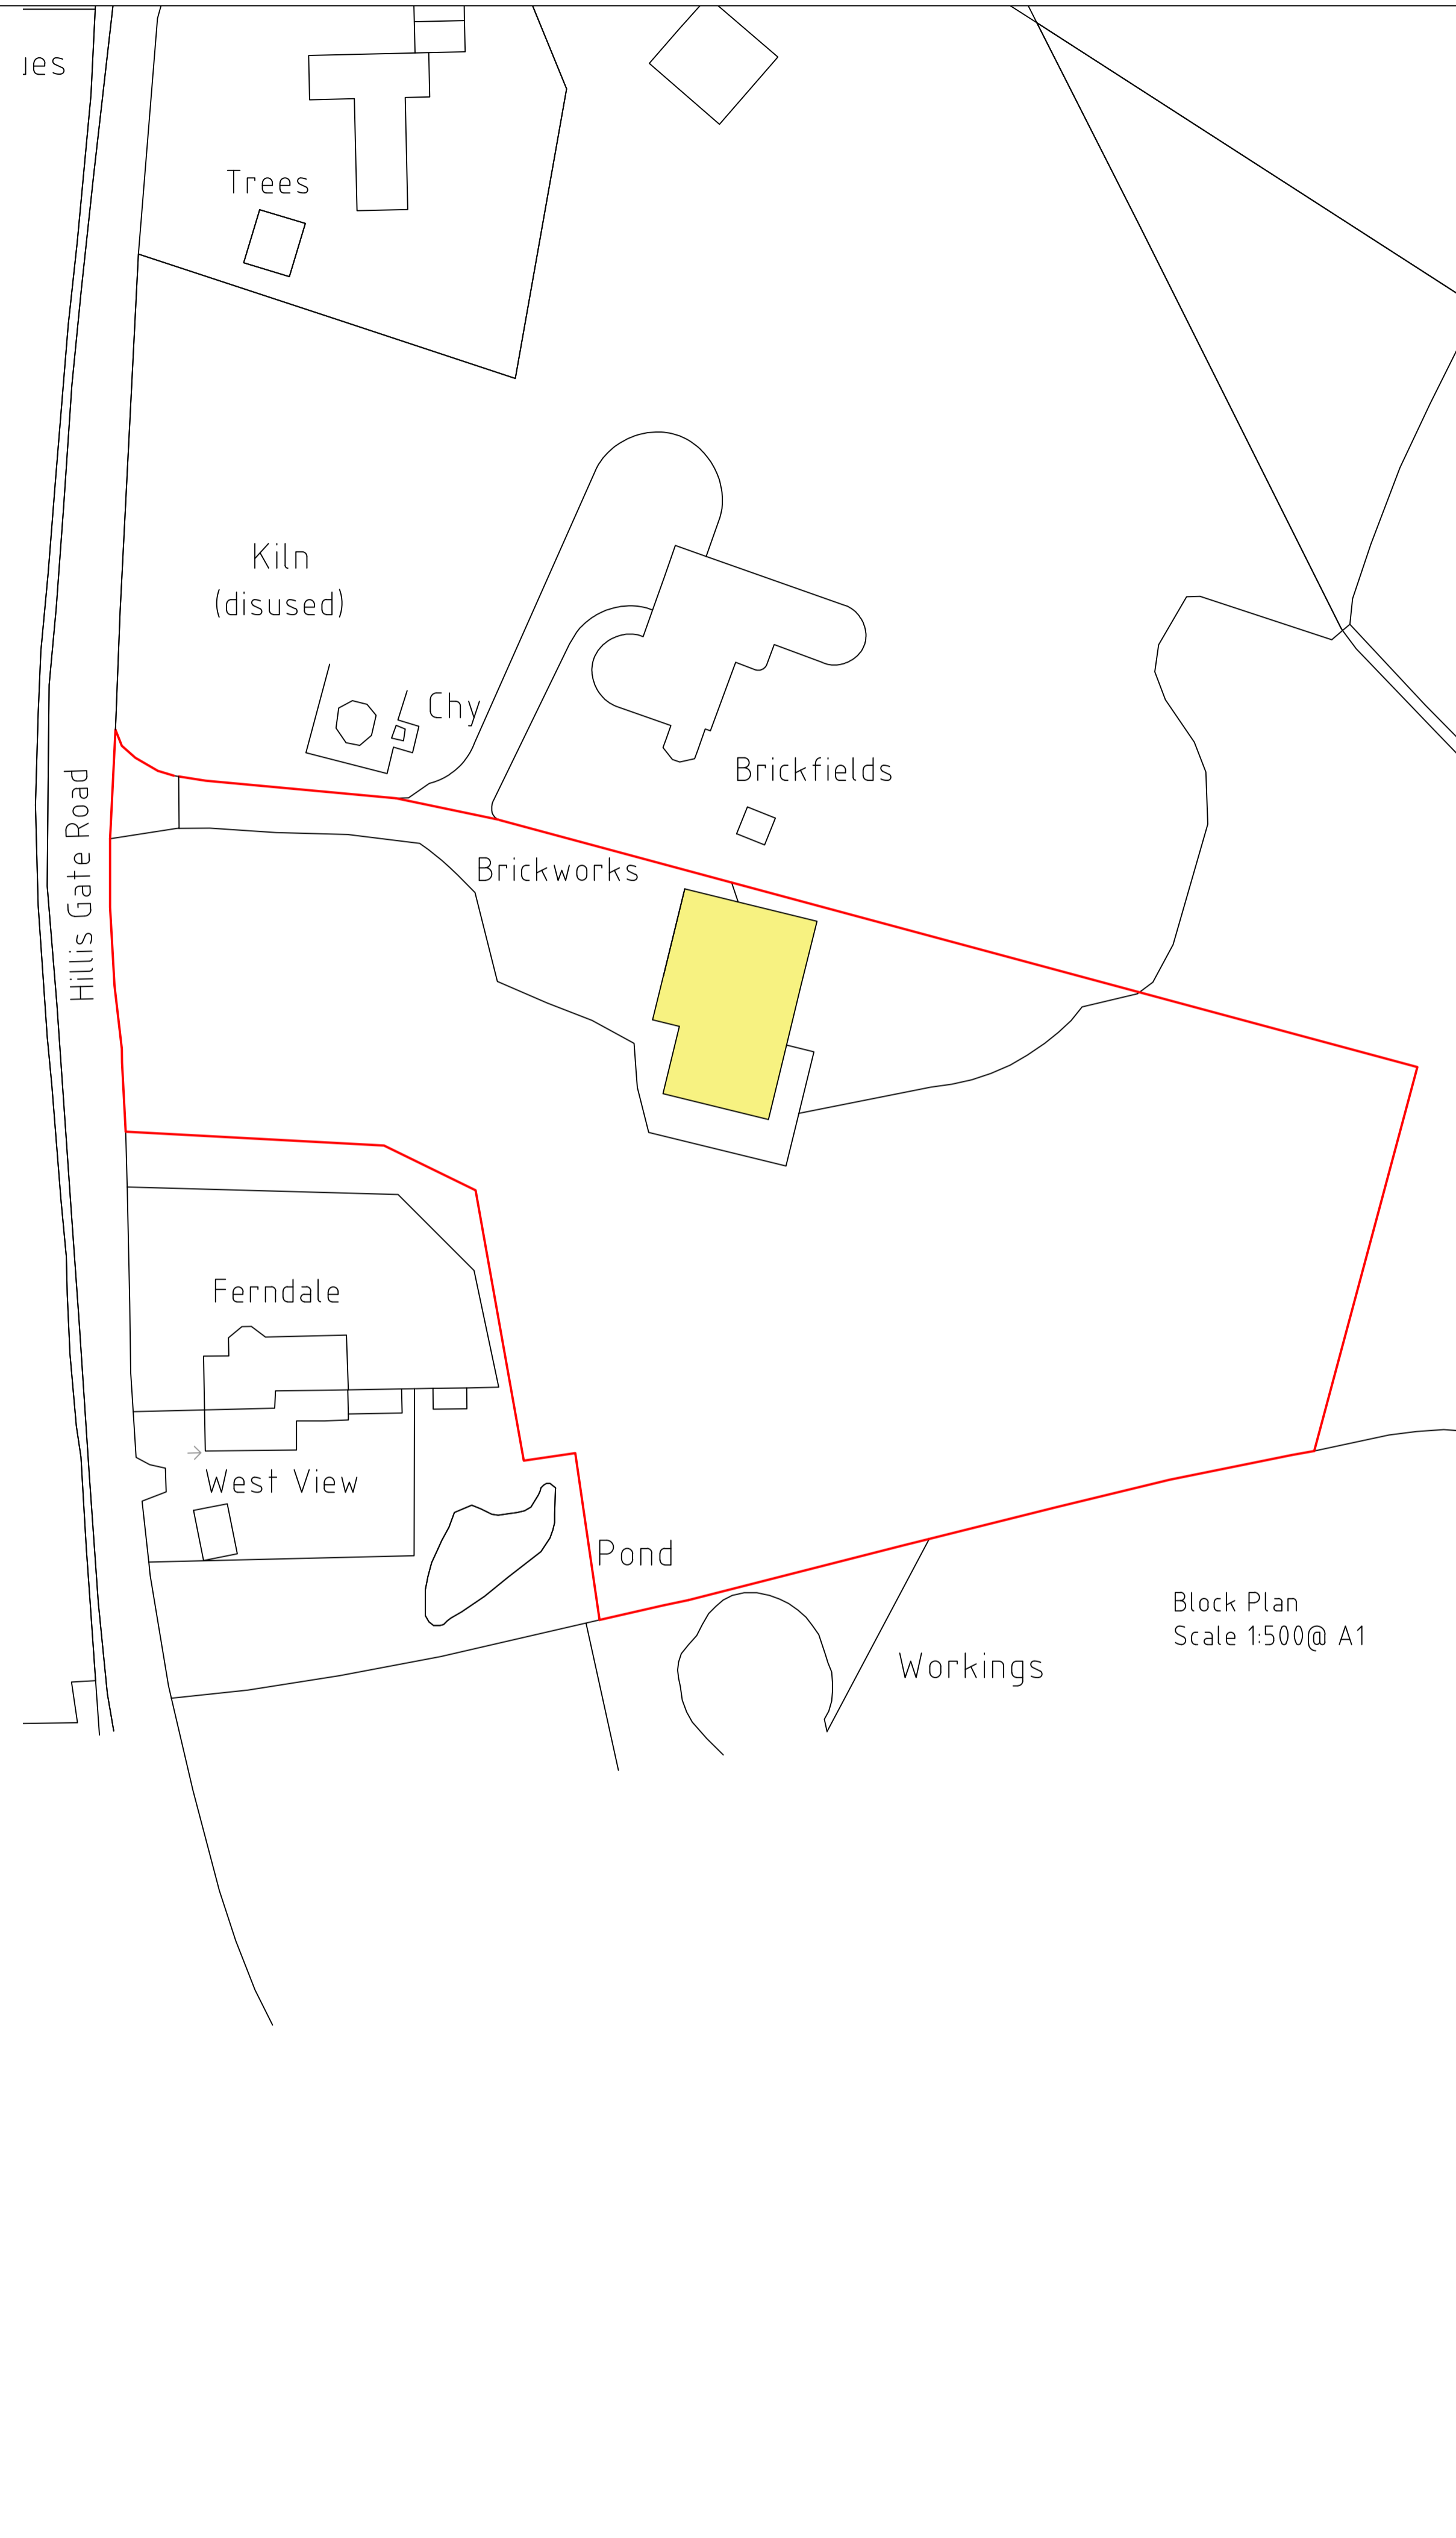 Trees
Kiln
(disused)
Chy
Brickfields
Brickworks
Hillis Gate Road
Ferndale
West View
Pond
Block Plan
Scale 1:500@ A1
Workings